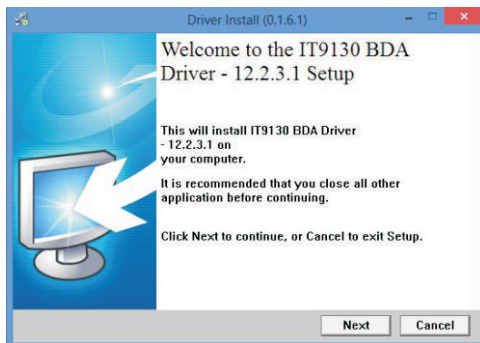 Driver Install (0.1.6.1)
Welcome to the IT9130 BDA
Driver - 12.2.3.1 Setup
This will install IT9130 BDA Driver
- 12.2.3.1 on
your computer.
It is recommended that you close all other
application before continuing.
Click Next to continue, or Cancel to exit Setup.
Next
Cancel